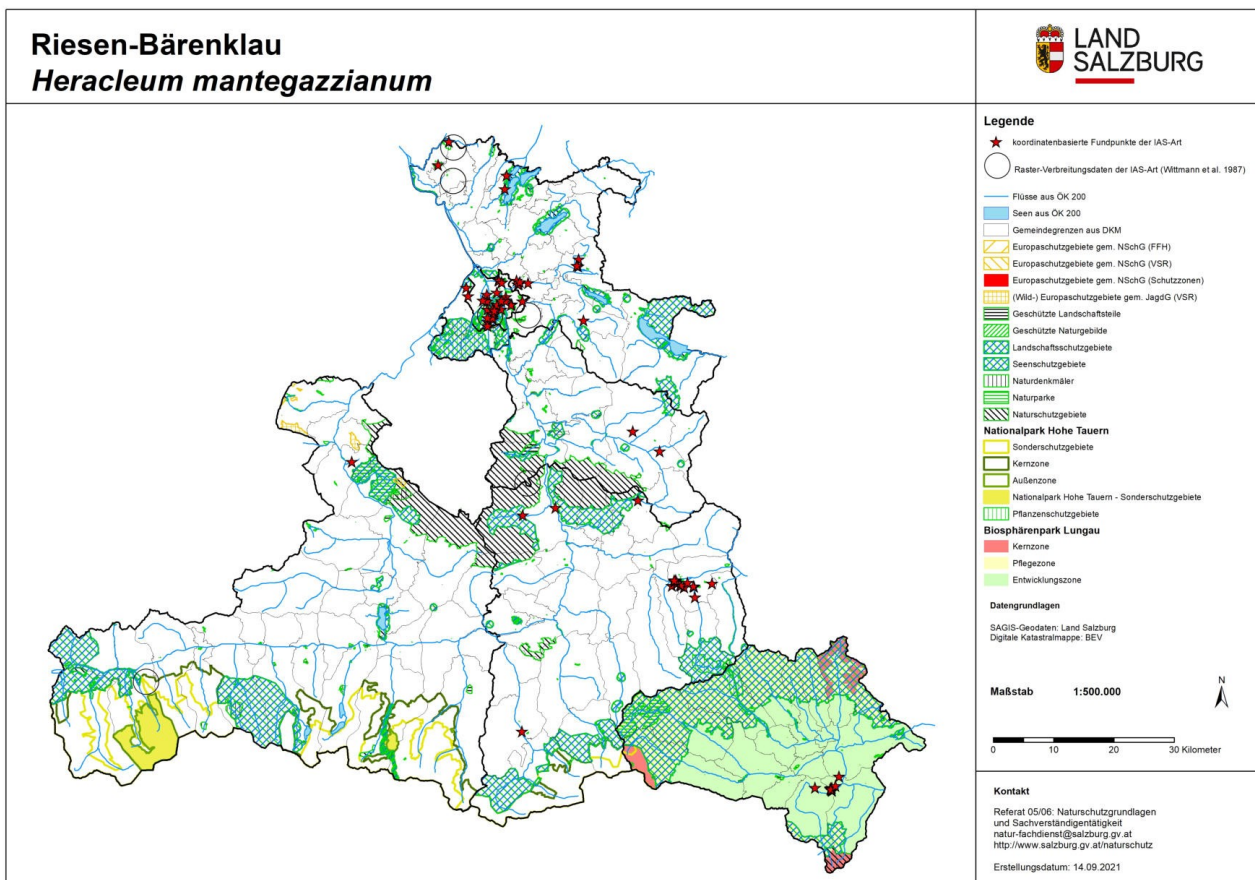 Riesen-Bärenklau
Heracleum mantegazzianum
LAND
SALZBURG
Legende
koordinatenbasierte Fundpunkte der IAS-Art
Raster-Verbreitungsdaten der IAS-Art (Wittmann et al. 1987)
Flüsse aus ÖK 200
Seen aus ÖK 200
Gemeindegrenzen aus DKM
Europaschutzgebiete gem. NSchG (FFH)
Europaschutzgebiete gem. NSchG (VSR)
Europaschutzgebiete gem. NSchG (Schutzzonen)
(Wild-) Europaschutzgebiete gem. JagdG (VSR)
Geschützte Landschaftsteile
Geschützte Naturgebilde
Landschaftsschutzgebiete
Seenschutzgebiete
Naturdenkmäler
Naturparke
Naturschutzgebiete
Nationalpark Hohe Tauern
Sonderschutzgebiete
Kernzone
Außenzone
Nationalpark Hohe Tauern - Sonderschutzgebiete
Pflanzenschutzgebiete
Biosphärenpark Lungau
Kernzone
Pflegezone
Entwicklungszone
Datengrundlagen
SAGIS-Geodaten: Land Salzburg
Digitale Katastralmappe: BEV
N
Maßstab 1:500.000
0 10 20 30 Kilometer
Kontakt
Referat 05/06: Naturschutzgrundlagen
und Sachverständigentätigkeit
natur-fachdienst@salzburg.gv.at
http://www.salzburg.gv.at/naturschutz
Erstellungsdatum: 14.09.2021